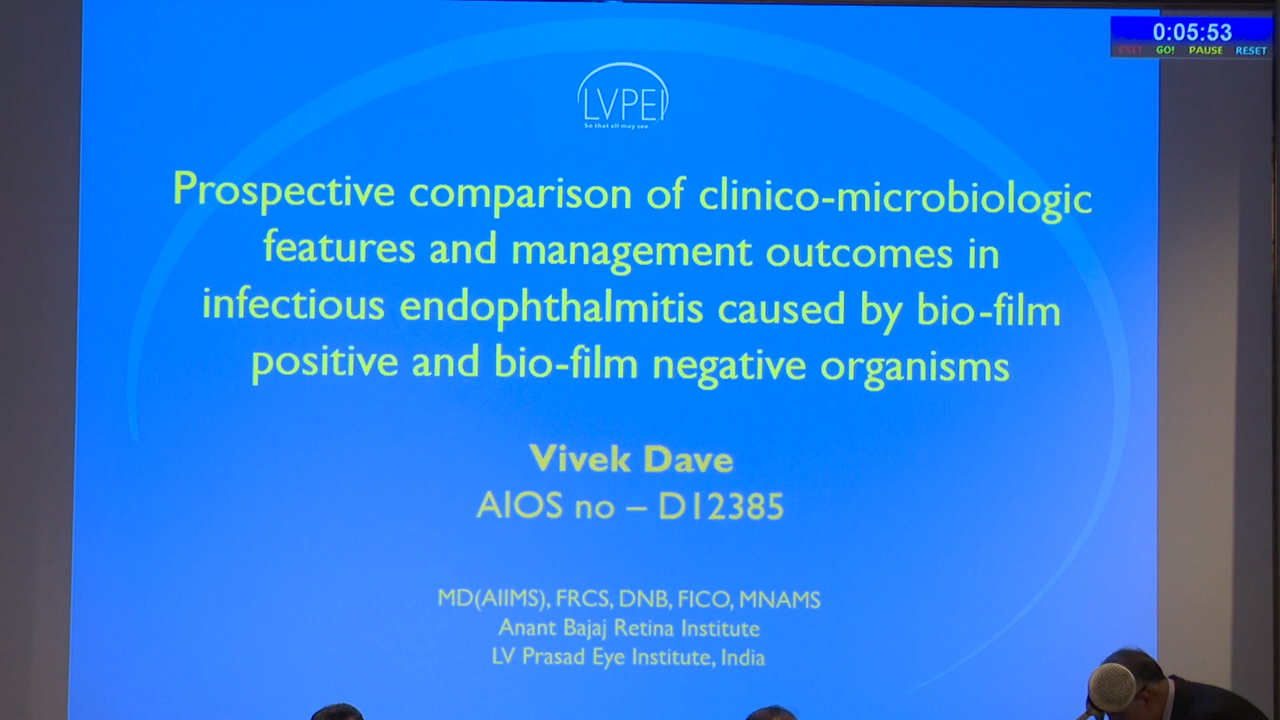 0:05:53
EXIT GO! PAUSE RESET
LVPEI
So that all may see
Prospective comparison of clinico-microbiologic
features and management outcomes in
infectious endophthalmitis caused by bio-film
positive and bio-film negative organisms
Vivek Dave
AIOS no – D12385
MD(AIIMS), FRCS, DNB, FICO, MNAMS
Anant Bajaj Retina Institute
LV Prasad Eye Institute, India